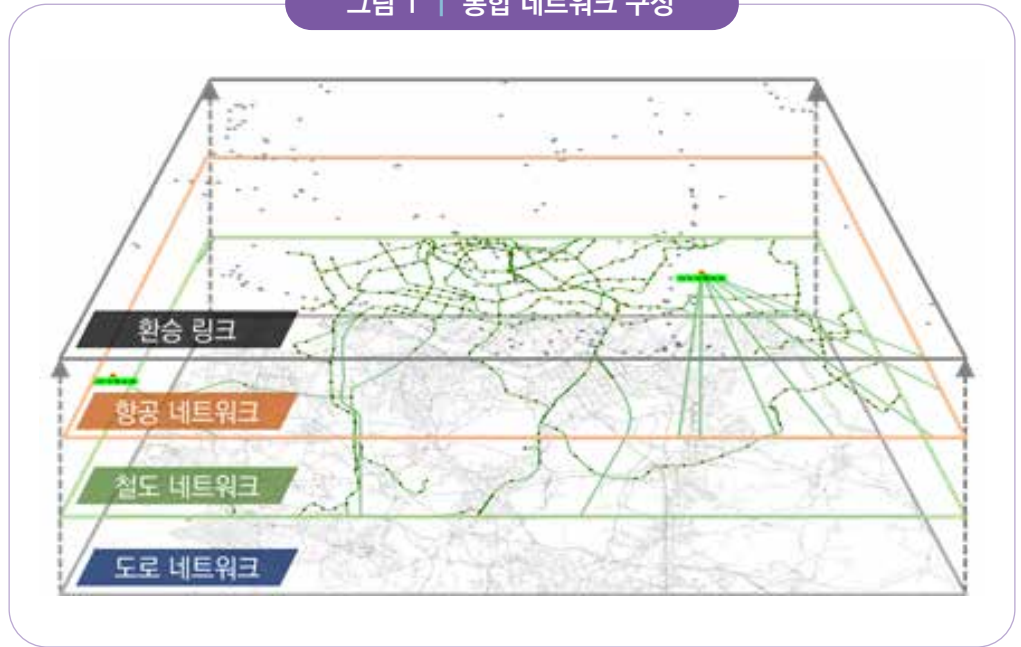 그림 1 | 통합 네트워크 구성
환승 링크
항공 네트워크
철도 네트워크
도로 네트워크